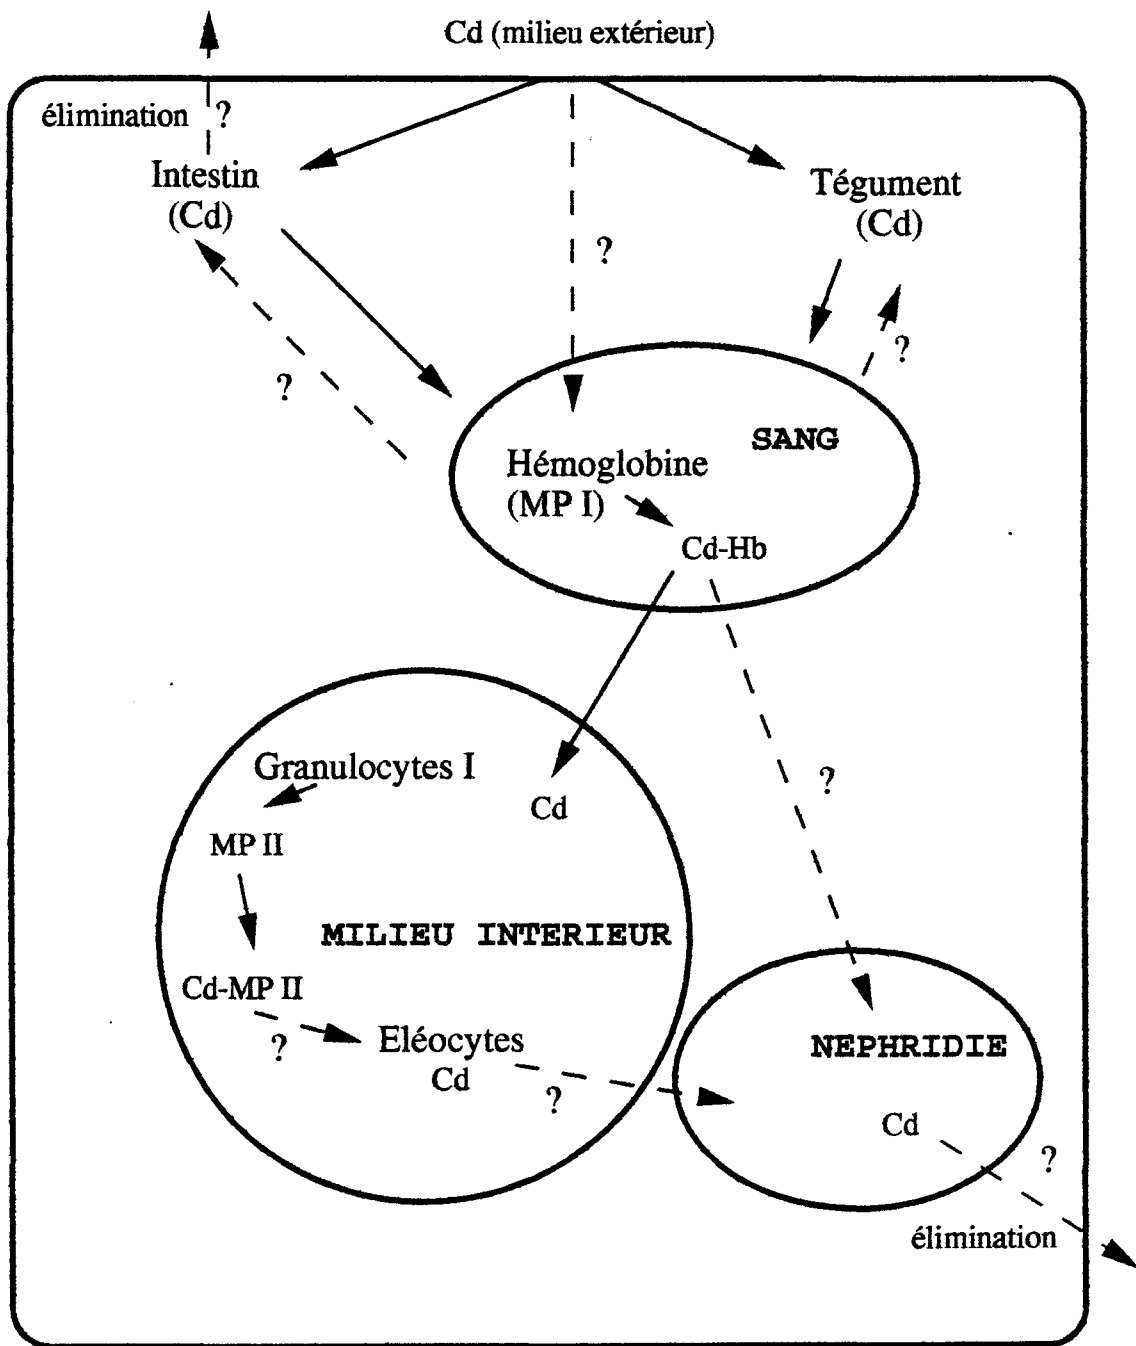 Cd (milieu extérieur)
élimination ?
Intestin
(Cd)
Tégument
(Cd)
?
?
?
SANG
Hémoglobine
(MP I)
Cd-Hb
Granulocytes I
Cd
?
MP II
MILIEU INTERIEUR
Cd-MP II
?
Eléocytes
Cd
?
NEPHRIDIE
Cd
?
élimination